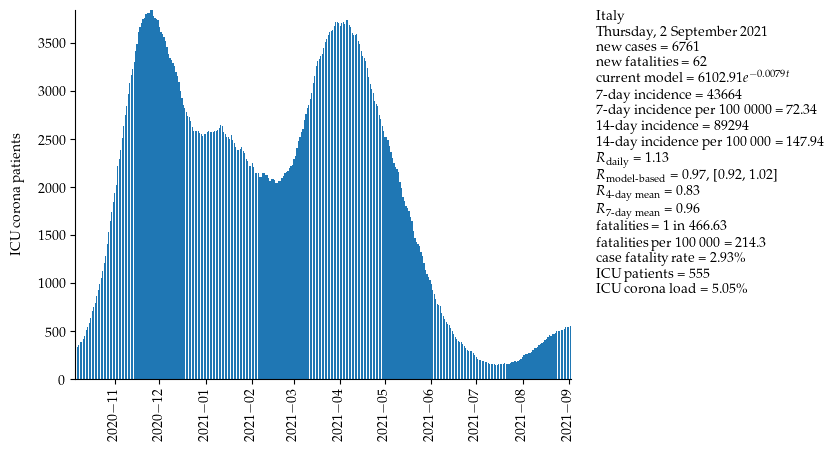 Italy
Thursday, 2 September 2021
new cases = 6761
new fatalities = 62
current model = 6102.91e^{−0.0079t}
7-day incidence = 43664
7-day incidence per 100 0000 = 72.34
14-day incidence = 89294
14-day incidence per 100 000 = 147.94
R_daily = 1.13
R_model-based = 0.97, [0.92, 1.02]
R_4-day mean = 0.83
R_7-day mean = 0.96
fatalities = 1 in 466.63
fatalities per 100 000 = 214.3
case fatality rate = 2.93%
ICU patients = 555
ICU corona load = 5.05%
ICU corona patients
3500
3000
2500
2000
1500
1000
500
0
2020−11
2020−12
2021−01
2021−02
2021−03
2021−04
2021−05
2021−06
2021−07
2021−08
2021−09